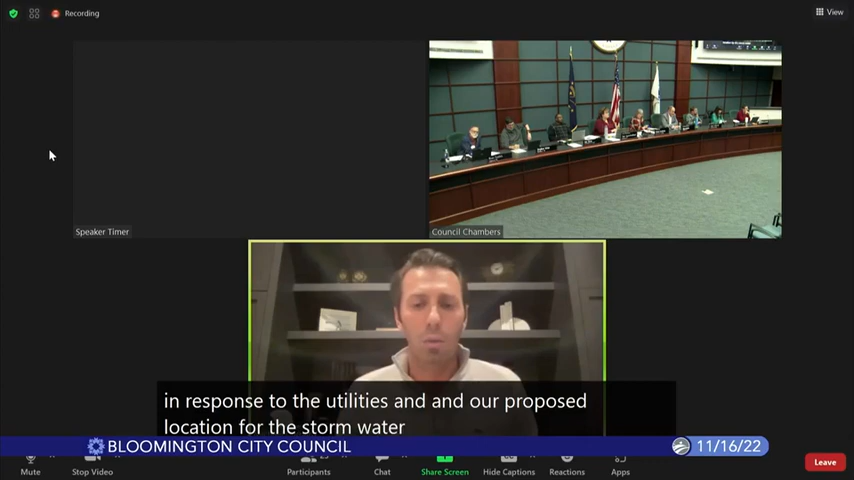 Recording
View
Speaker Timer
Council Chambers
in response to the utilities and and our proposed
location for the storm water
BLOOMINGTON CITY COUNCIL
11/16/22
Mute
Stop Video
Participants
Chat
Share Screen
Hide Captions
Reactions
Apps
Leave